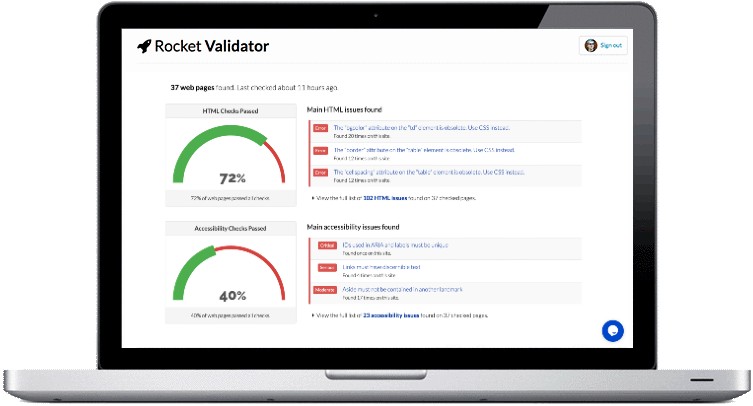 Rocket Validator
Sign out
37 web pages found. Last checked about 11 hours ago.
HTML Checks Passed
72%
72% of web pages passed all checks
Main HTML issues found
Error The "bgcolor" attribute on the "td" element is obsolete. Use CSS instead.
Found 20 times on this site.
Error The "border" attribute on the "table" element is obsolete. Use CSS instead.
Found 12 times on this site.
Error The "cellspacing" attribute on the "table" element is obsolete. Use CSS instead.
Found 12 times on this site.
View the full list of 182 HTML issues found on 37 checked pages.
Accessibility Checks Passed
40%
40% of web pages passed all checks
Main accessibility issues found
Critical IDs used in ARIA and labels must be unique
Found once on this site.
Serious Links must have discernible text
Found 4 times on this site.
Moderate Aside must not be contained in another landmark
Found 17 times on this site.
View the full list of 23 accessibility issues found on 37 checked pages.